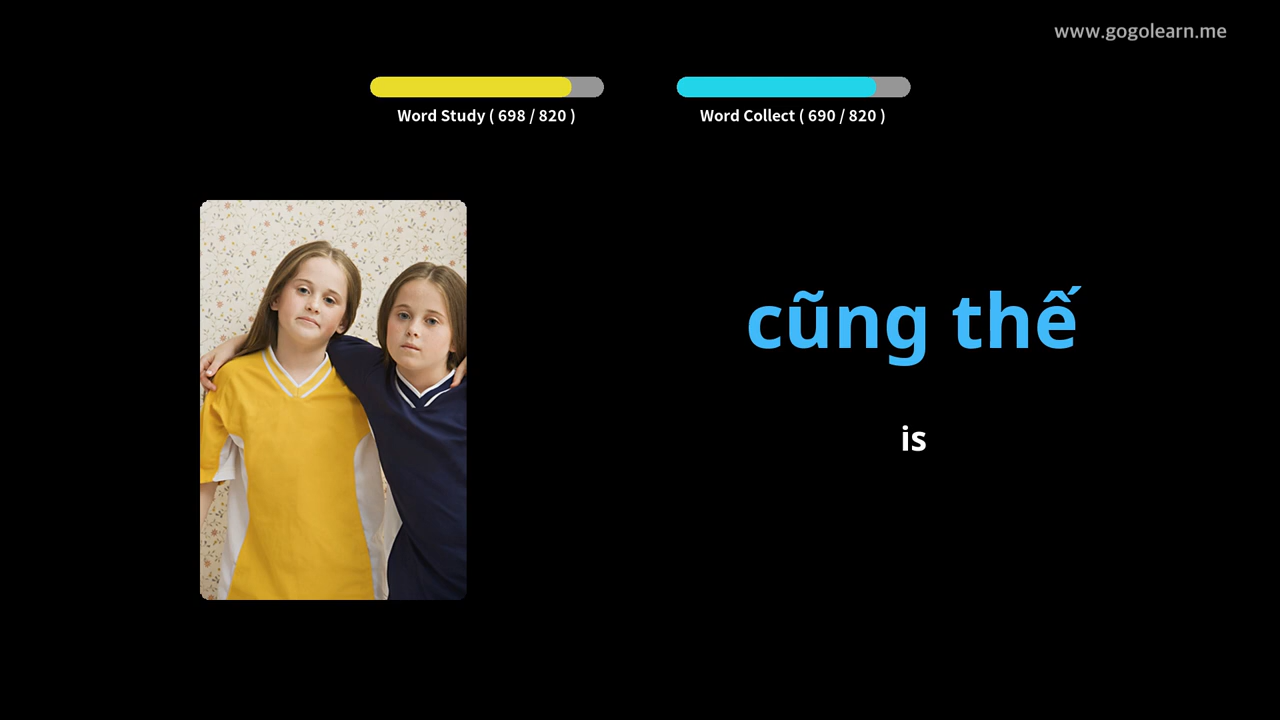 www.gogolearn.me
Word Study ( 698 / 820 )
Word Collect ( 690 / 820 )
cũng thế
is